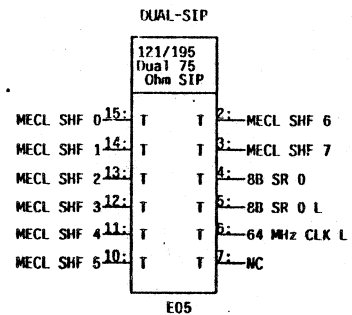 DUAL-SIP
121/195
Dual 75
Ohm SIP
MECL SHF 0 15: T T 2: MECL SHF 6
MECL SHF 1 14: T T 3: MECL SHF 7
MECL SHF 2 13: T T 4: 8B SR 0
MECL SHF 3 12: T T 5: 8B SR 0 L
MECL SHF 4 11: T T 6: 64 MHz CLK L
MECL SHF 5 10: T T 7: NC
E05